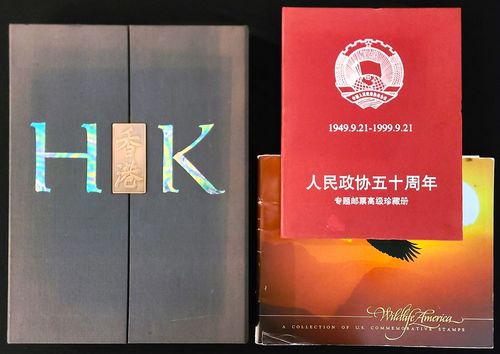 H K
香港
1949.9.21-1999.9.21
人民政协五十周年
专题邮票高级珍藏册
Wildlife America
A COLLECTION OF U.S. COMMEMORATIVE STAMPS